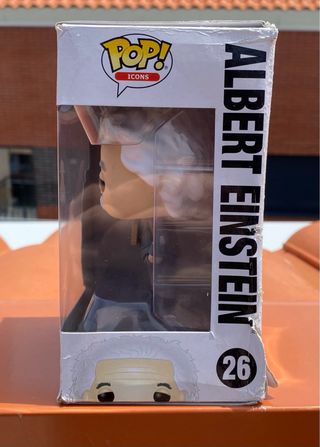 POP!
ICONS
ALBERT EINSTEIN
26